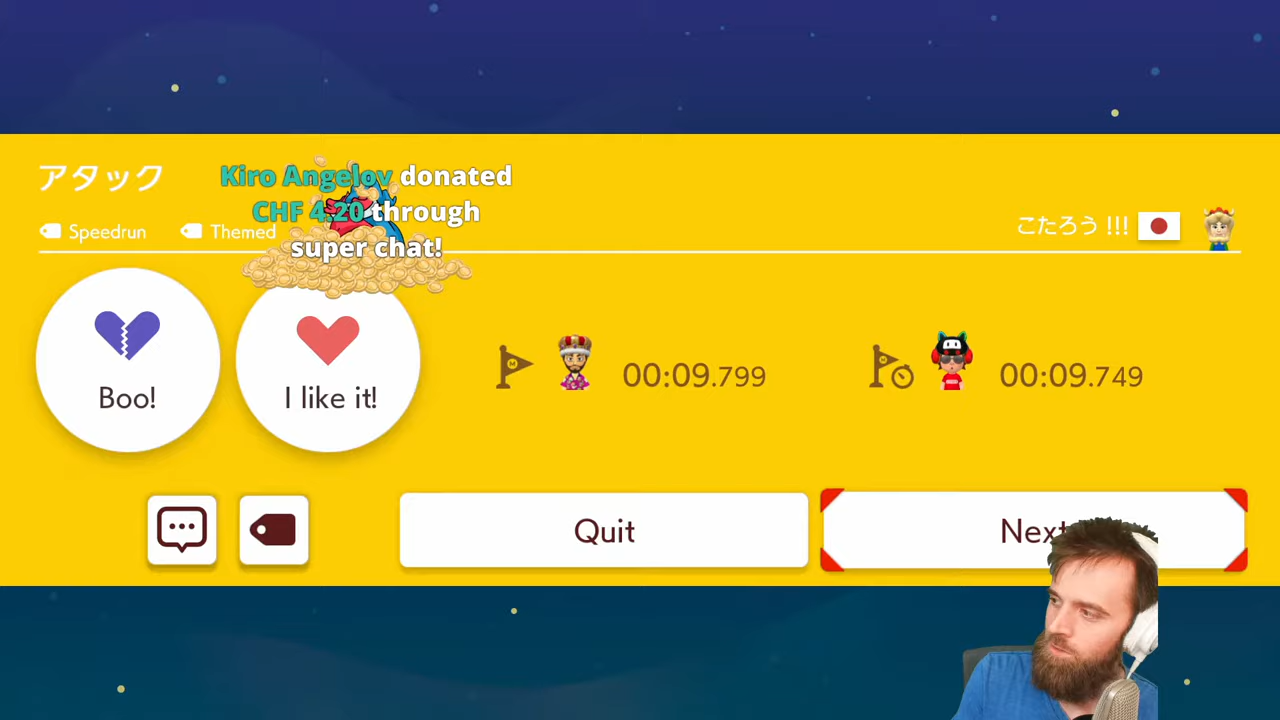 アタック
Kiro Angelov donated
CHF 4.20 through
super chat!
Speedrun
Themed
こたろう !!!
Boo!
I like it!
M
00:09.799
M
00:09.749
Quit
Next